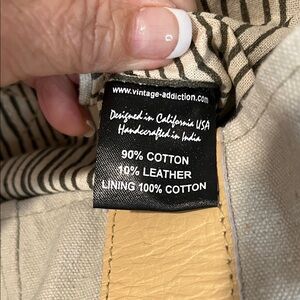 www.vintage-addiction.com
Designed in California USA
Handcrafted in India
90% COTTON
10% LEATHER
LINING 100% COTTON